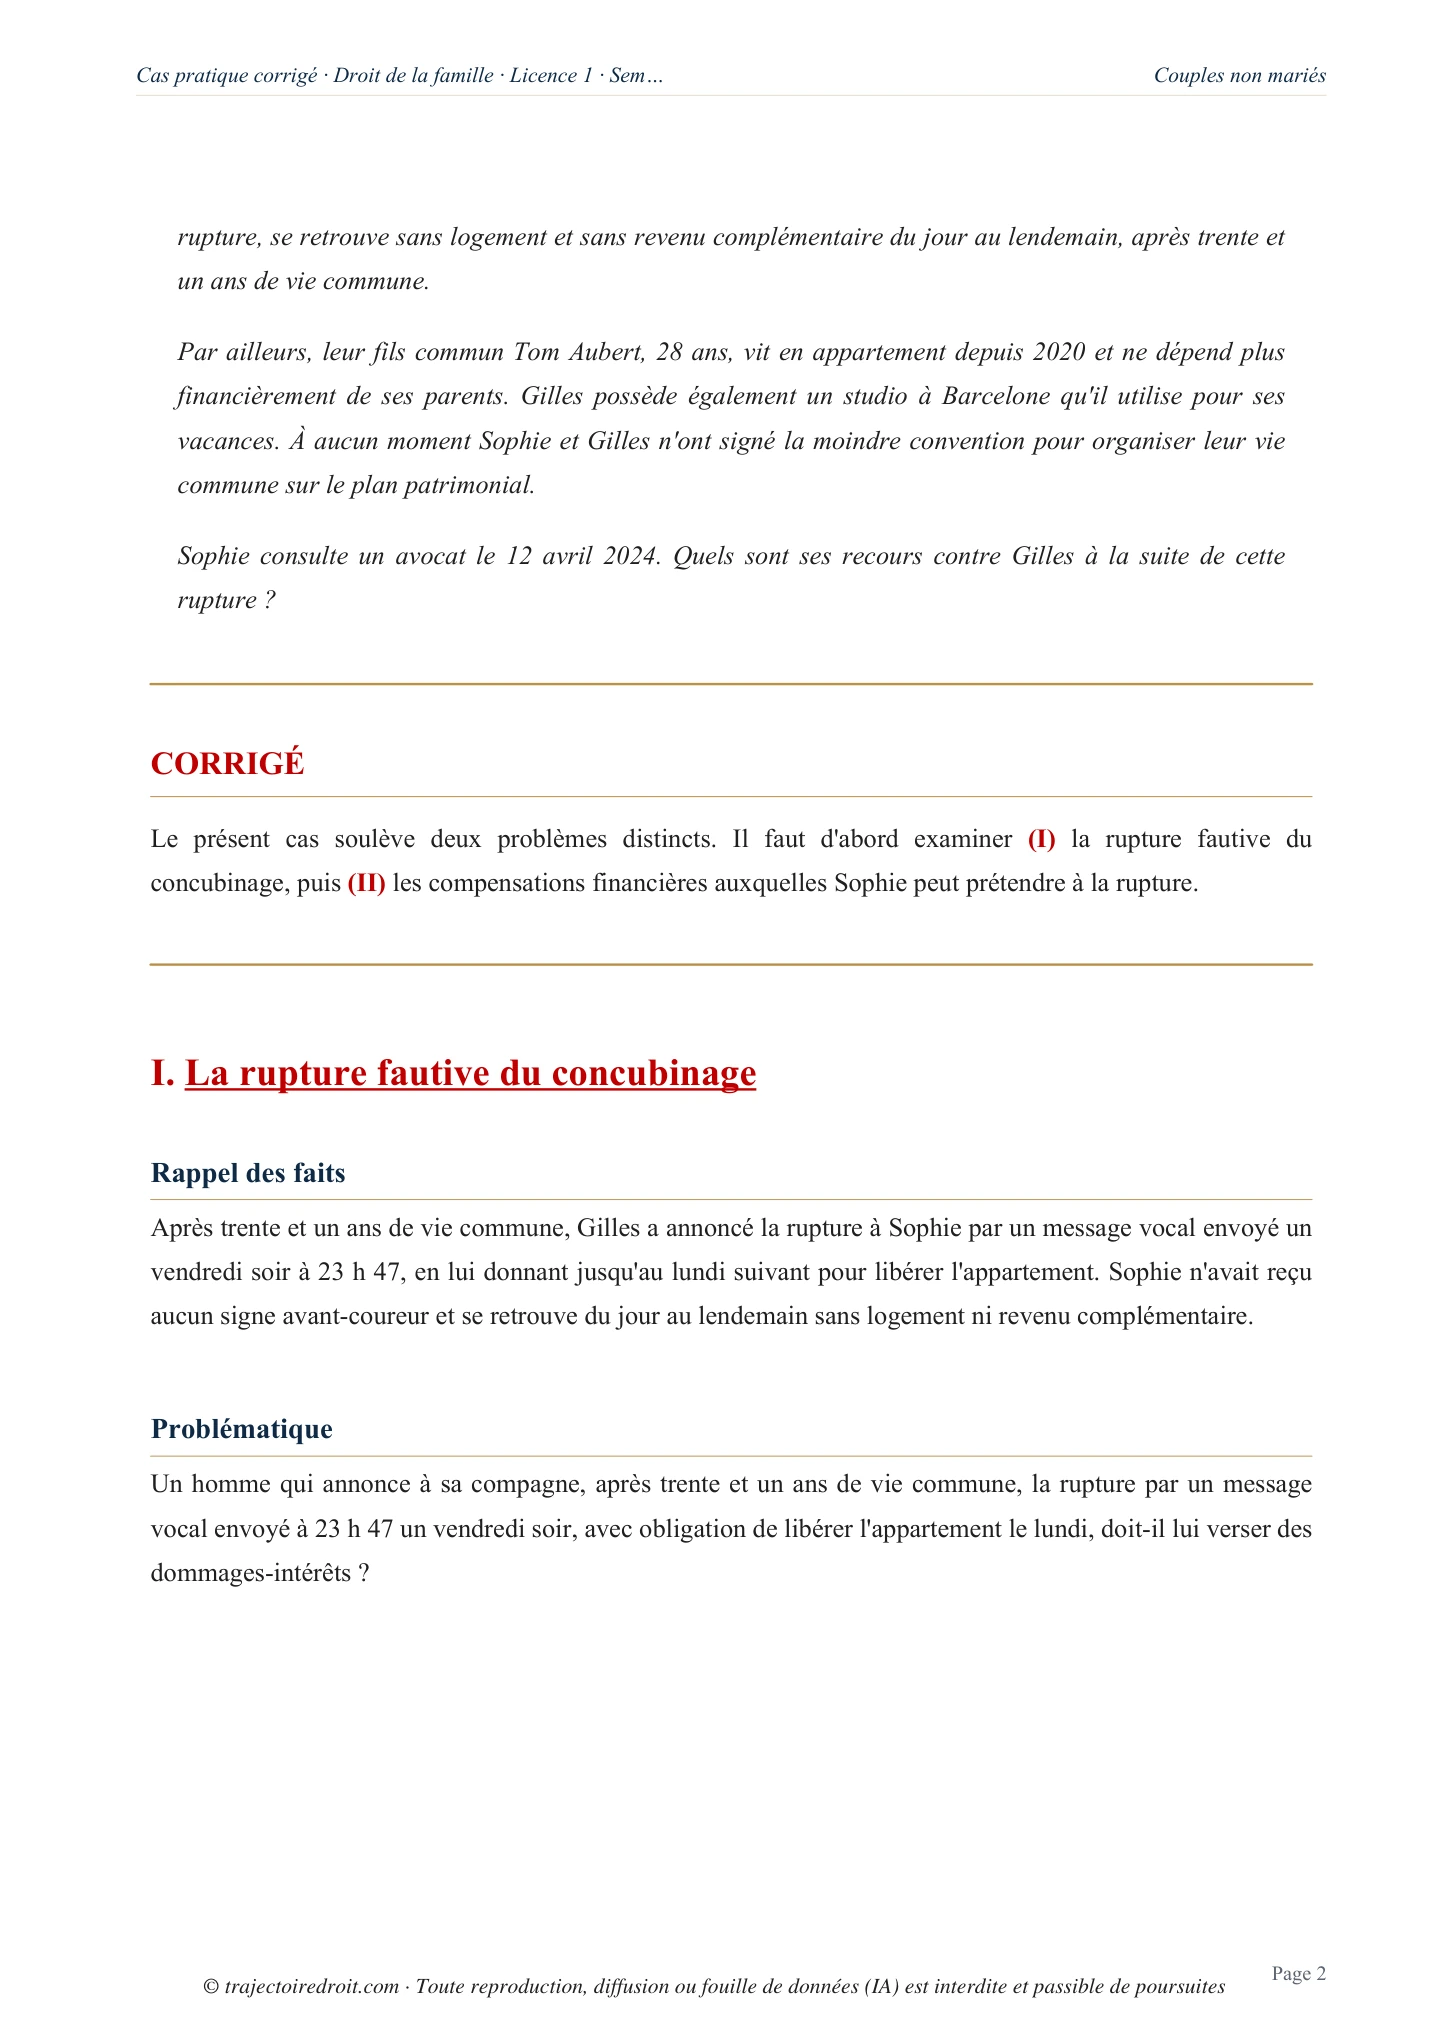 Cas pratique corrigé · Droit de la famille · Licence 1 · Sem…
Couples non mariés
rupture, se retrouve sans logement et sans revenu complémentaire du jour au lendemain, après trente et
un ans de vie commune.
Par ailleurs, leur fils commun Tom Aubert, 28 ans, vit en appartement depuis 2020 et ne dépend plus
financièrement de ses parents. Gilles possède également un studio à Barcelone qu'il utilise pour ses
vacances. À aucun moment Sophie et Gilles n'ont signé la moindre convention pour organiser leur vie
commune sur le plan patrimonial.
Sophie consulte un avocat le 12 avril 2024. Quels sont ses recours contre Gilles à la suite de cette
rupture ?
CORRIGÉ
Le présent cas soulève deux problèmes distincts. Il faut d'abord examiner (I) la rupture fautive du
concubinage, puis (II) les compensations financières auxquelles Sophie peut prétendre à la rupture.
I. La rupture fautive du concubinage
Rappel des faits
Après trente et un ans de vie commune, Gilles a annoncé la rupture à Sophie par un message vocal envoyé un
vendredi soir à 23 h 47, en lui donnant jusqu'au lundi suivant pour libérer l'appartement. Sophie n'avait reçu
aucun signe avant-coureur et se retrouve du jour au lendemain sans logement ni revenu complémentaire.
Problématique
Un homme qui annonce à sa compagne, après trente et un ans de vie commune, la rupture par un message
vocal envoyé à 23 h 47 un vendredi soir, avec obligation de libérer l'appartement le lundi, doit-il lui verser des
dommages-intérêts ?
© trajectoiredroit.com · Toute reproduction, diffusion ou fouille de données (IA) est interdite et passible de poursuites
Page 2